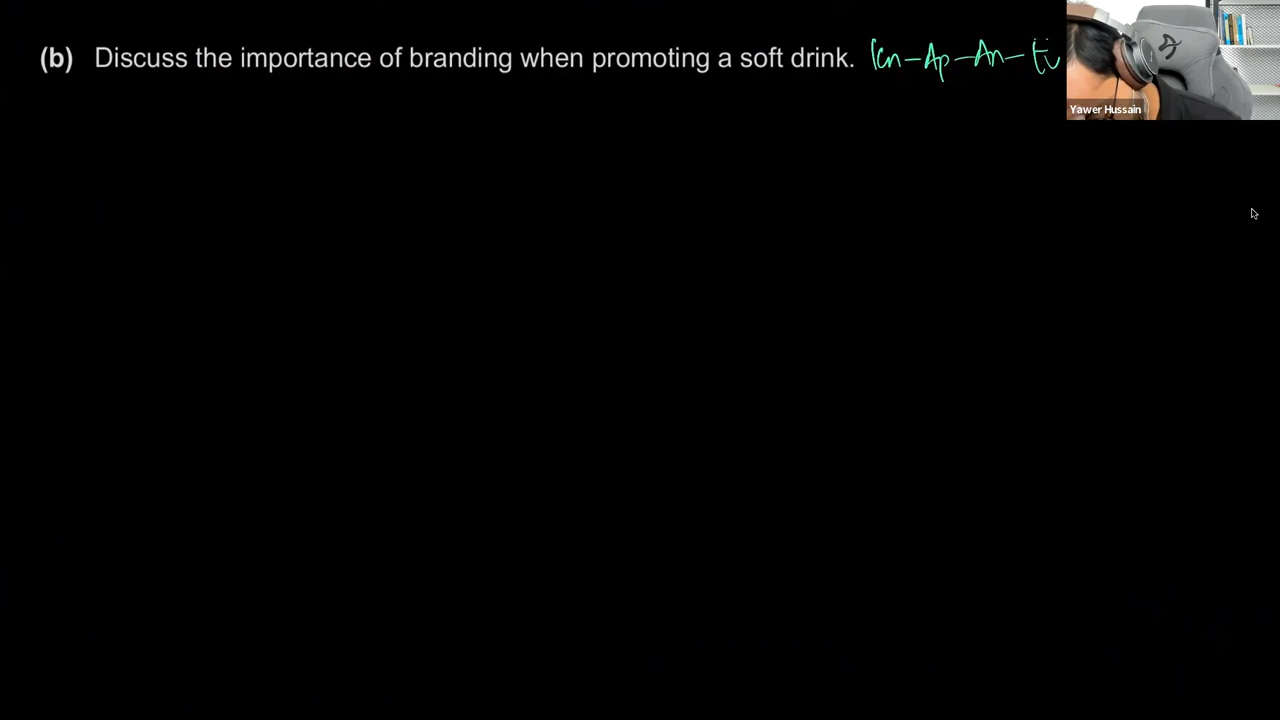 (b) Discuss the importance of branding when promoting a soft drink. Kn-Ap-An-Ev
Yawer Hussain